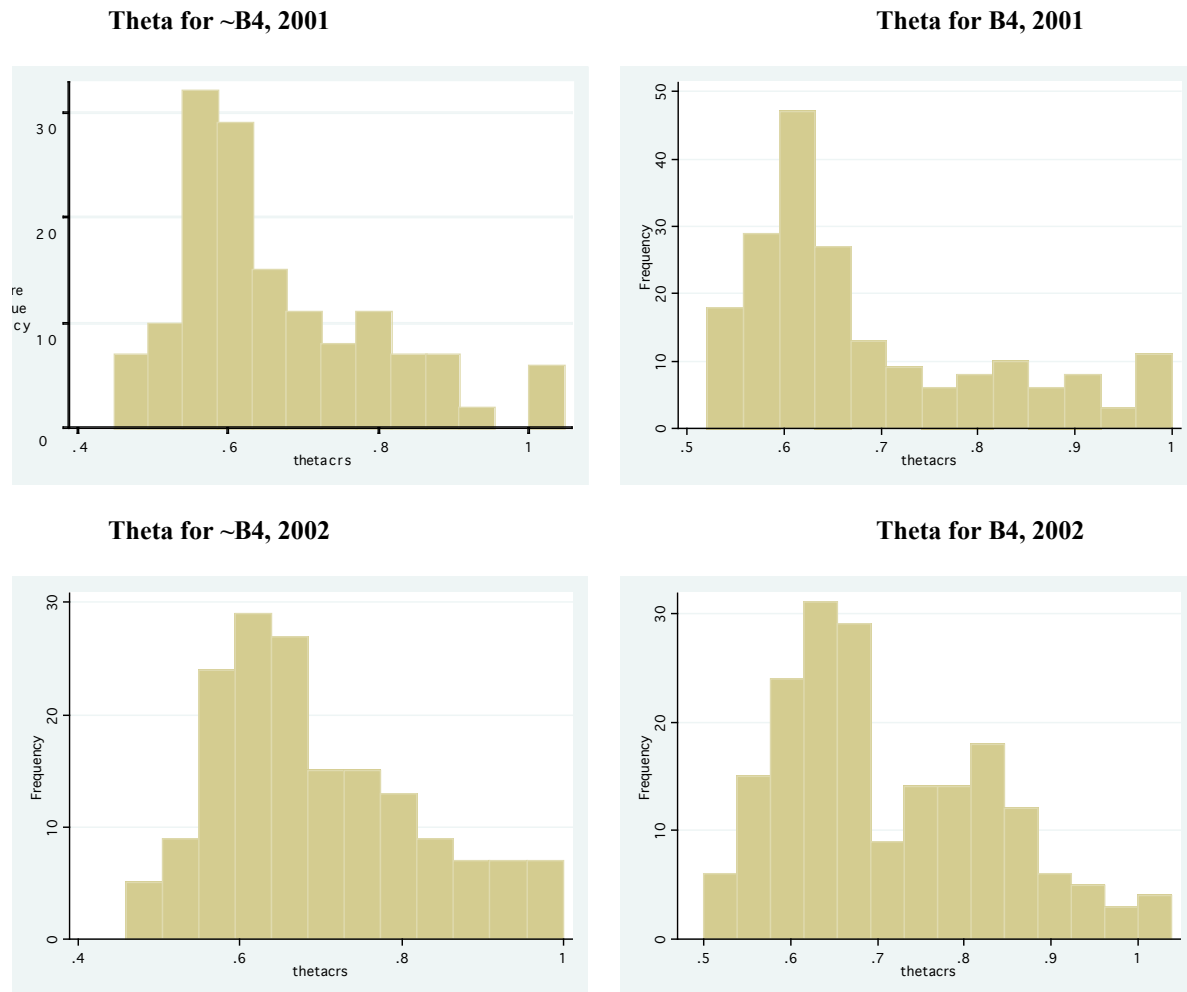 Theta for ~B4, 2001
Theta for B4, 2001
30
20
re
ue
cy
10
0
.4 .6 .8 1
thetacrs
Frequency
50
40
30
20
10
0
.5 .6 .7 .8 .9 1
thetacrs
Theta for ~B4, 2002
Theta for B4, 2002
Frequency
30
20
10
0
.4 .6 .8 1
thetacrs
Frequency
30
20
10
0
.5 .6 .7 .8 .9 1
thetacrs